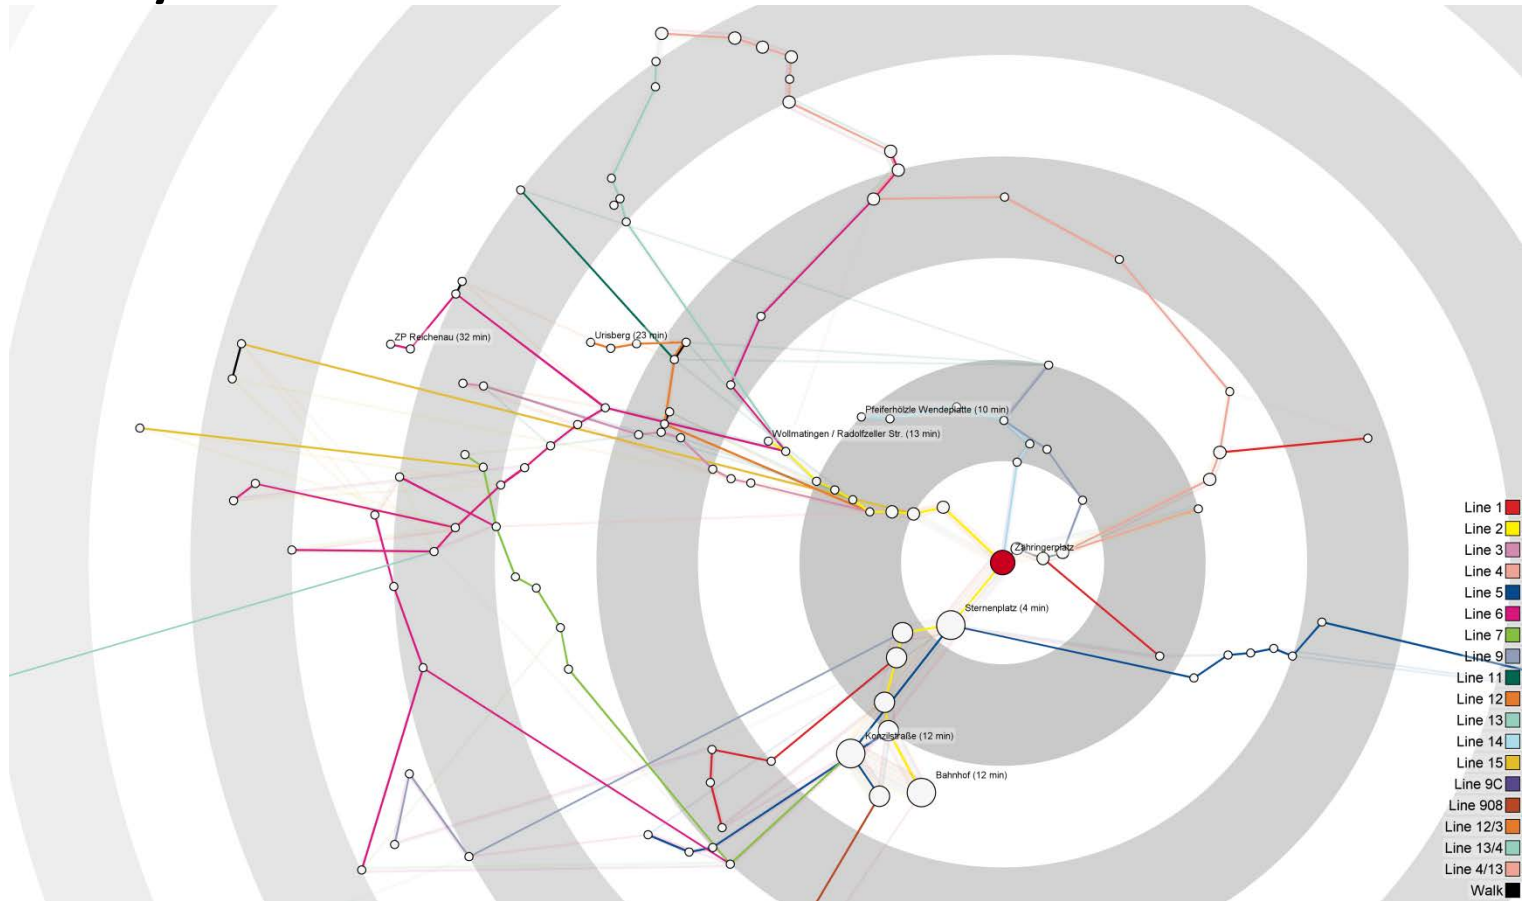 ZP Reichenau (32 min)
Urisberg (23 min)
Pfeiferhölzle Wendeplatte (10 min)
Wollmatingen / Radolfzeller Str. (13 min)
Zähringerplatz
Sternenplatz (4 min)
Konzilstraße (12 min)
Bahnhof (12 min)
Line 1
Line 2
Line 3
Line 4
Line 5
Line 6
Line 7
Line 9
Line 11
Line 12
Line 13
Line 14
Line 15
Line 9C
Line 908
Line 12/3
Line 13/4
Line 4/13
Walk